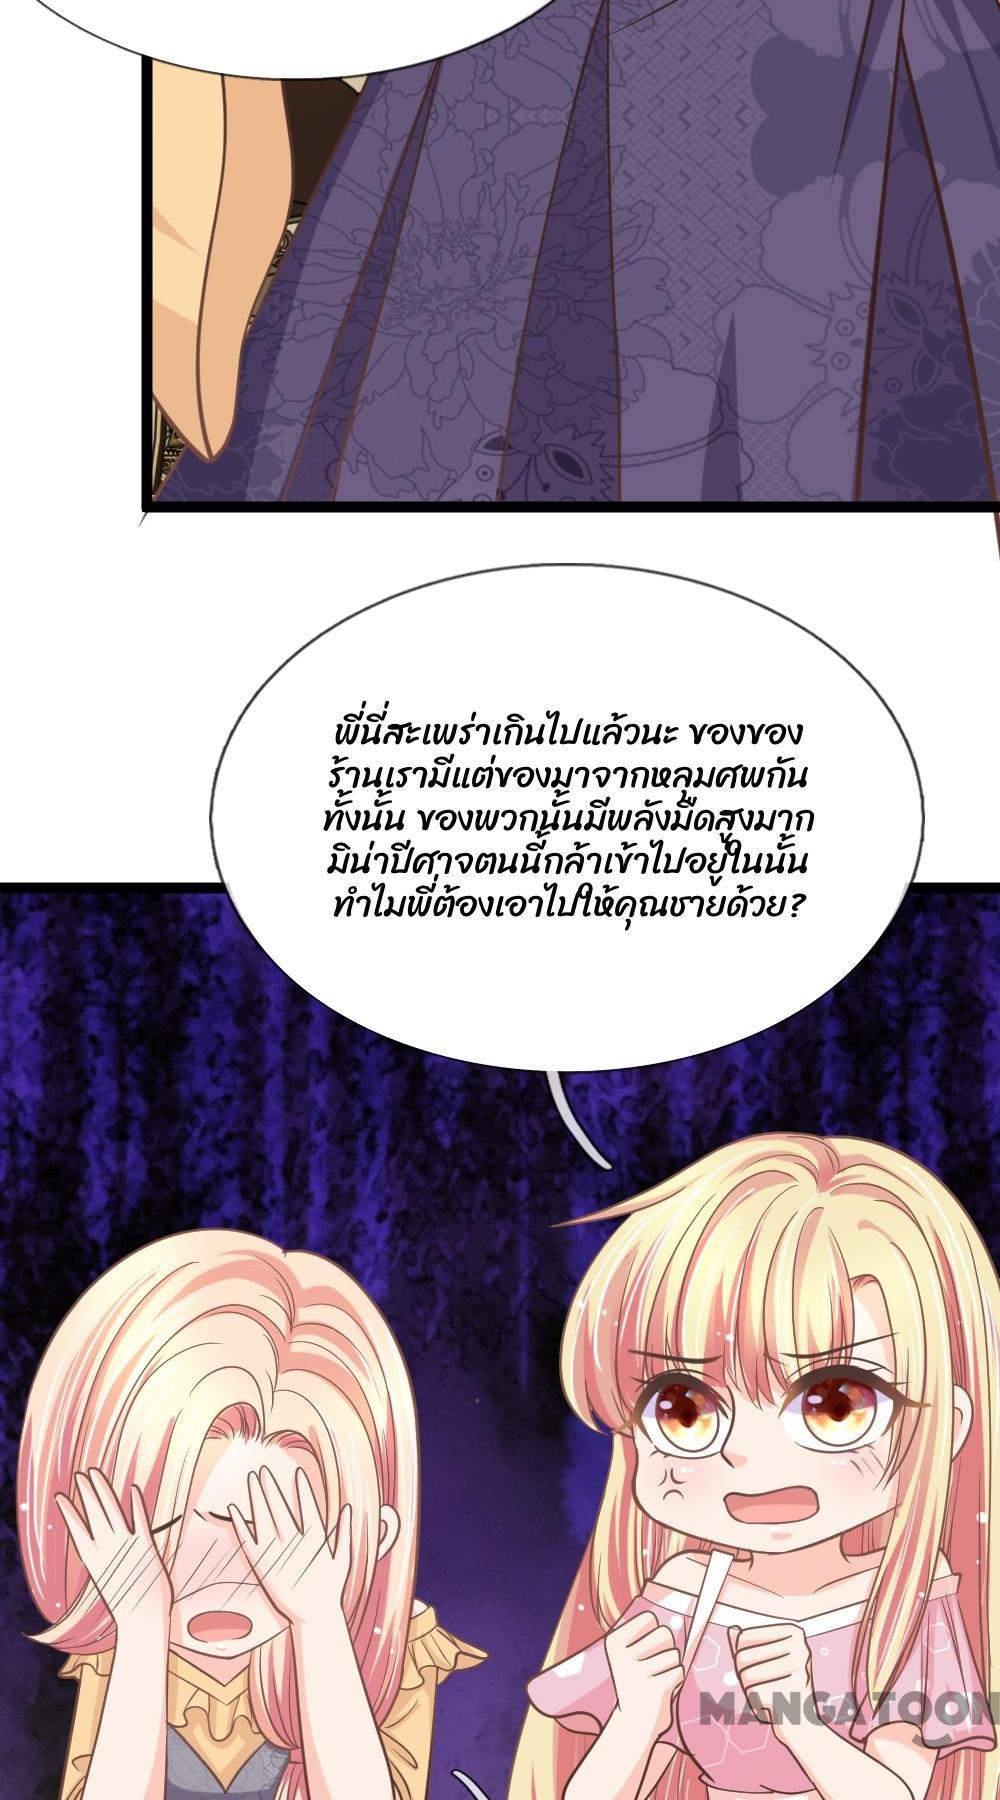 พี่นี่สะเพร่าเกินไปแล้วนะ ของของ
ร้านเรามีแต่ของมาจากหลุมศพกัน
ทั้งนั้น ของพวกนั้นมีพลังมืดสูงมาก
มิน่าปีศาจตนนี้กล้าเข้าไปอยู่ในนั้น
ทำไมพี่ต้องเอาไปให้คุณชายด้วย?
MANGATOON